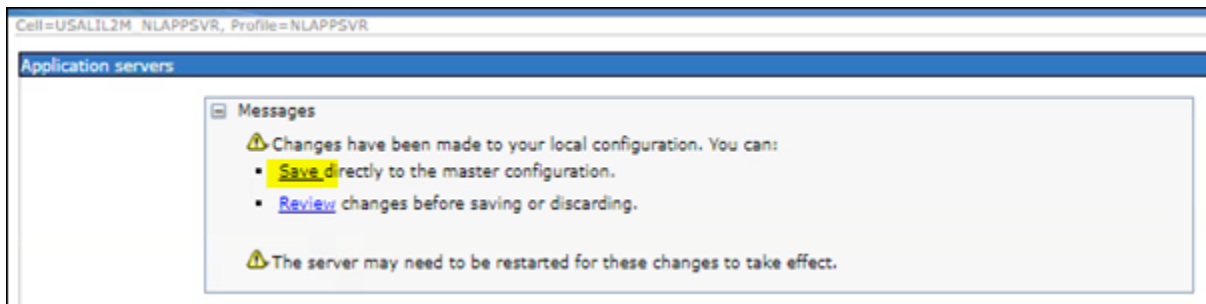 Cell=USALIL2M_NLAPPSVR, Profile=NLAPPSVR
Application servers
Messages
Changes have been made to your local configuration. You can:
Save directly to the master configuration.
Review changes before saving or discarding.
The server may need to be restarted for these changes to take effect.